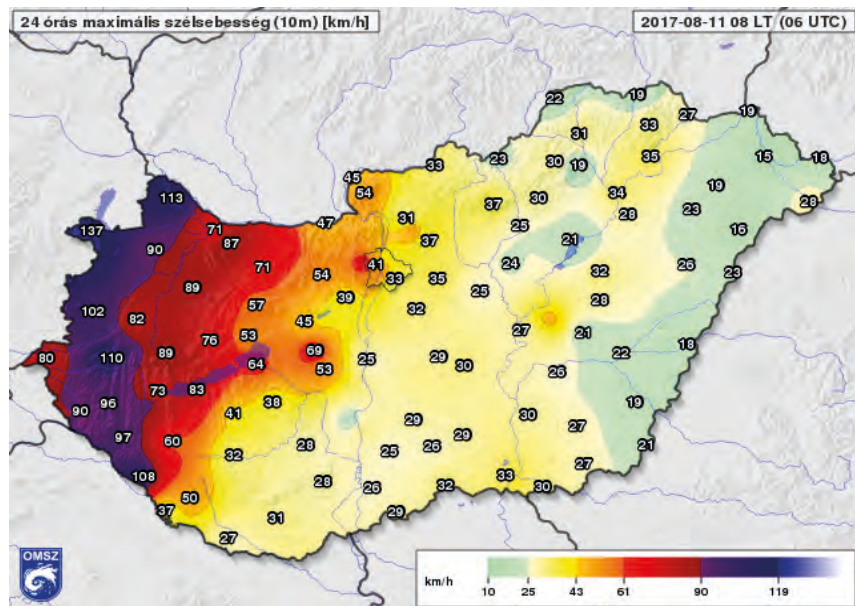 24 órás maximális szélsebesség (10m) [km/h]
2017-08-11 08 LT (06 UTC)
22 19
27 19
31 33
45 33 23 30 19 35 15 18
54
113 37 30 34 19 28
47 31 28 23
137 71 87 37 25 21 16
90
71 54 41 33 35 24 32 26 23
89 39 25
102 57 32 28
82 45 27 21
76 53
80 110 89 69 29 22 18
64 53 25 30 26
73 83
90 96 41 38 30 19
97 29 27
60 29 21
32 28 25 26
108 27
50 28 26 32 33 30
37 31 29
27
OMSZ
km/h
10 25 43 61 90 119